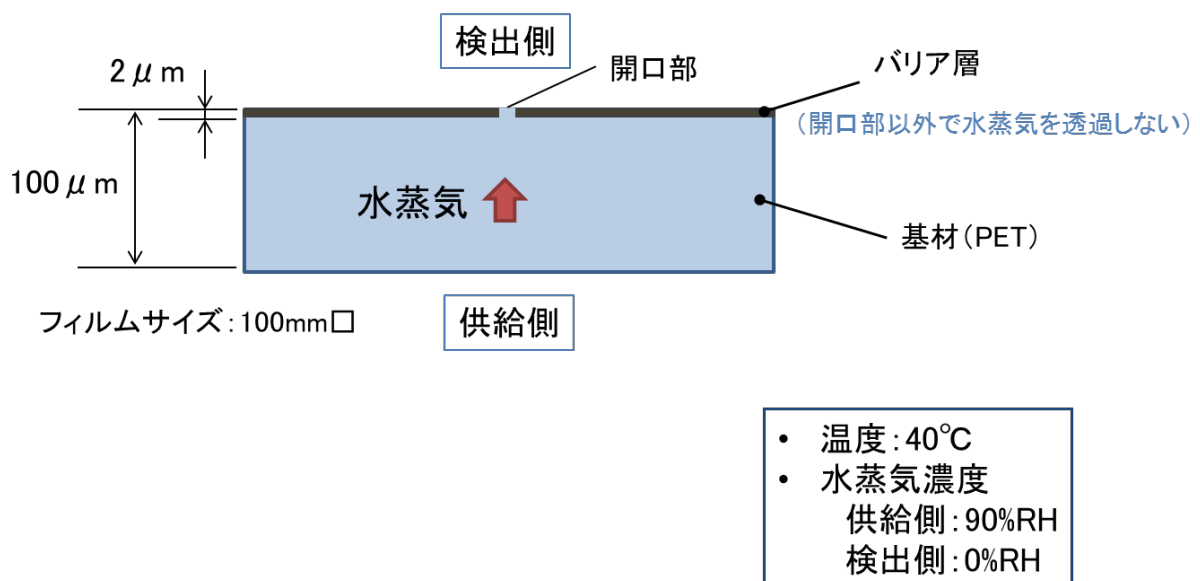 検出側
2μm
開口部
バリア層
(開口部以外で水蒸気を透過しない)
100μm
水蒸気
基材(PET)
フィルムサイズ:100mm□
供給側
• 温度:40℃
• 水蒸気濃度
供給側:90%RH
検出側:0%RH